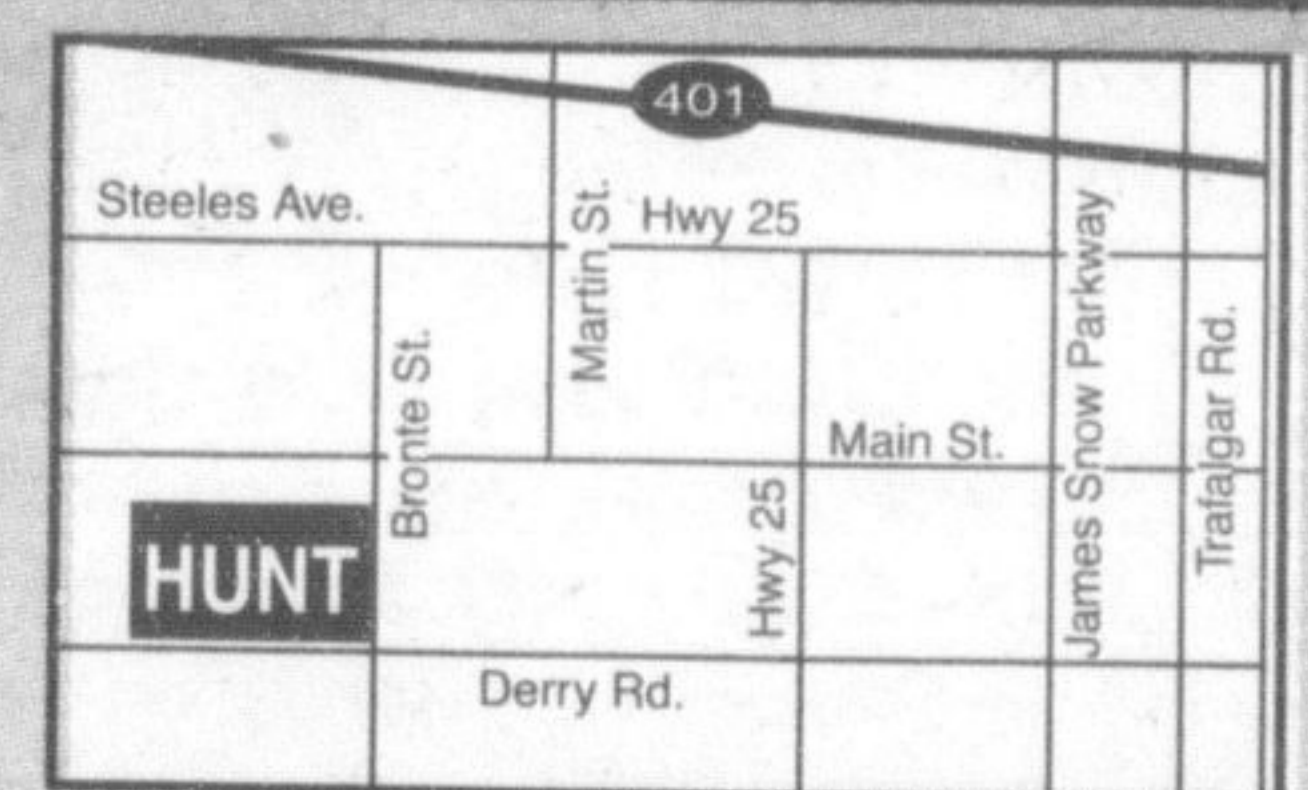 401
Steeles Ave.
Martin St.
Hwy 25
James Snow Parkway
Trafalgar Rd.
Bronte St.
Main St.
HUNT
Hwy 25
Derry Rd.